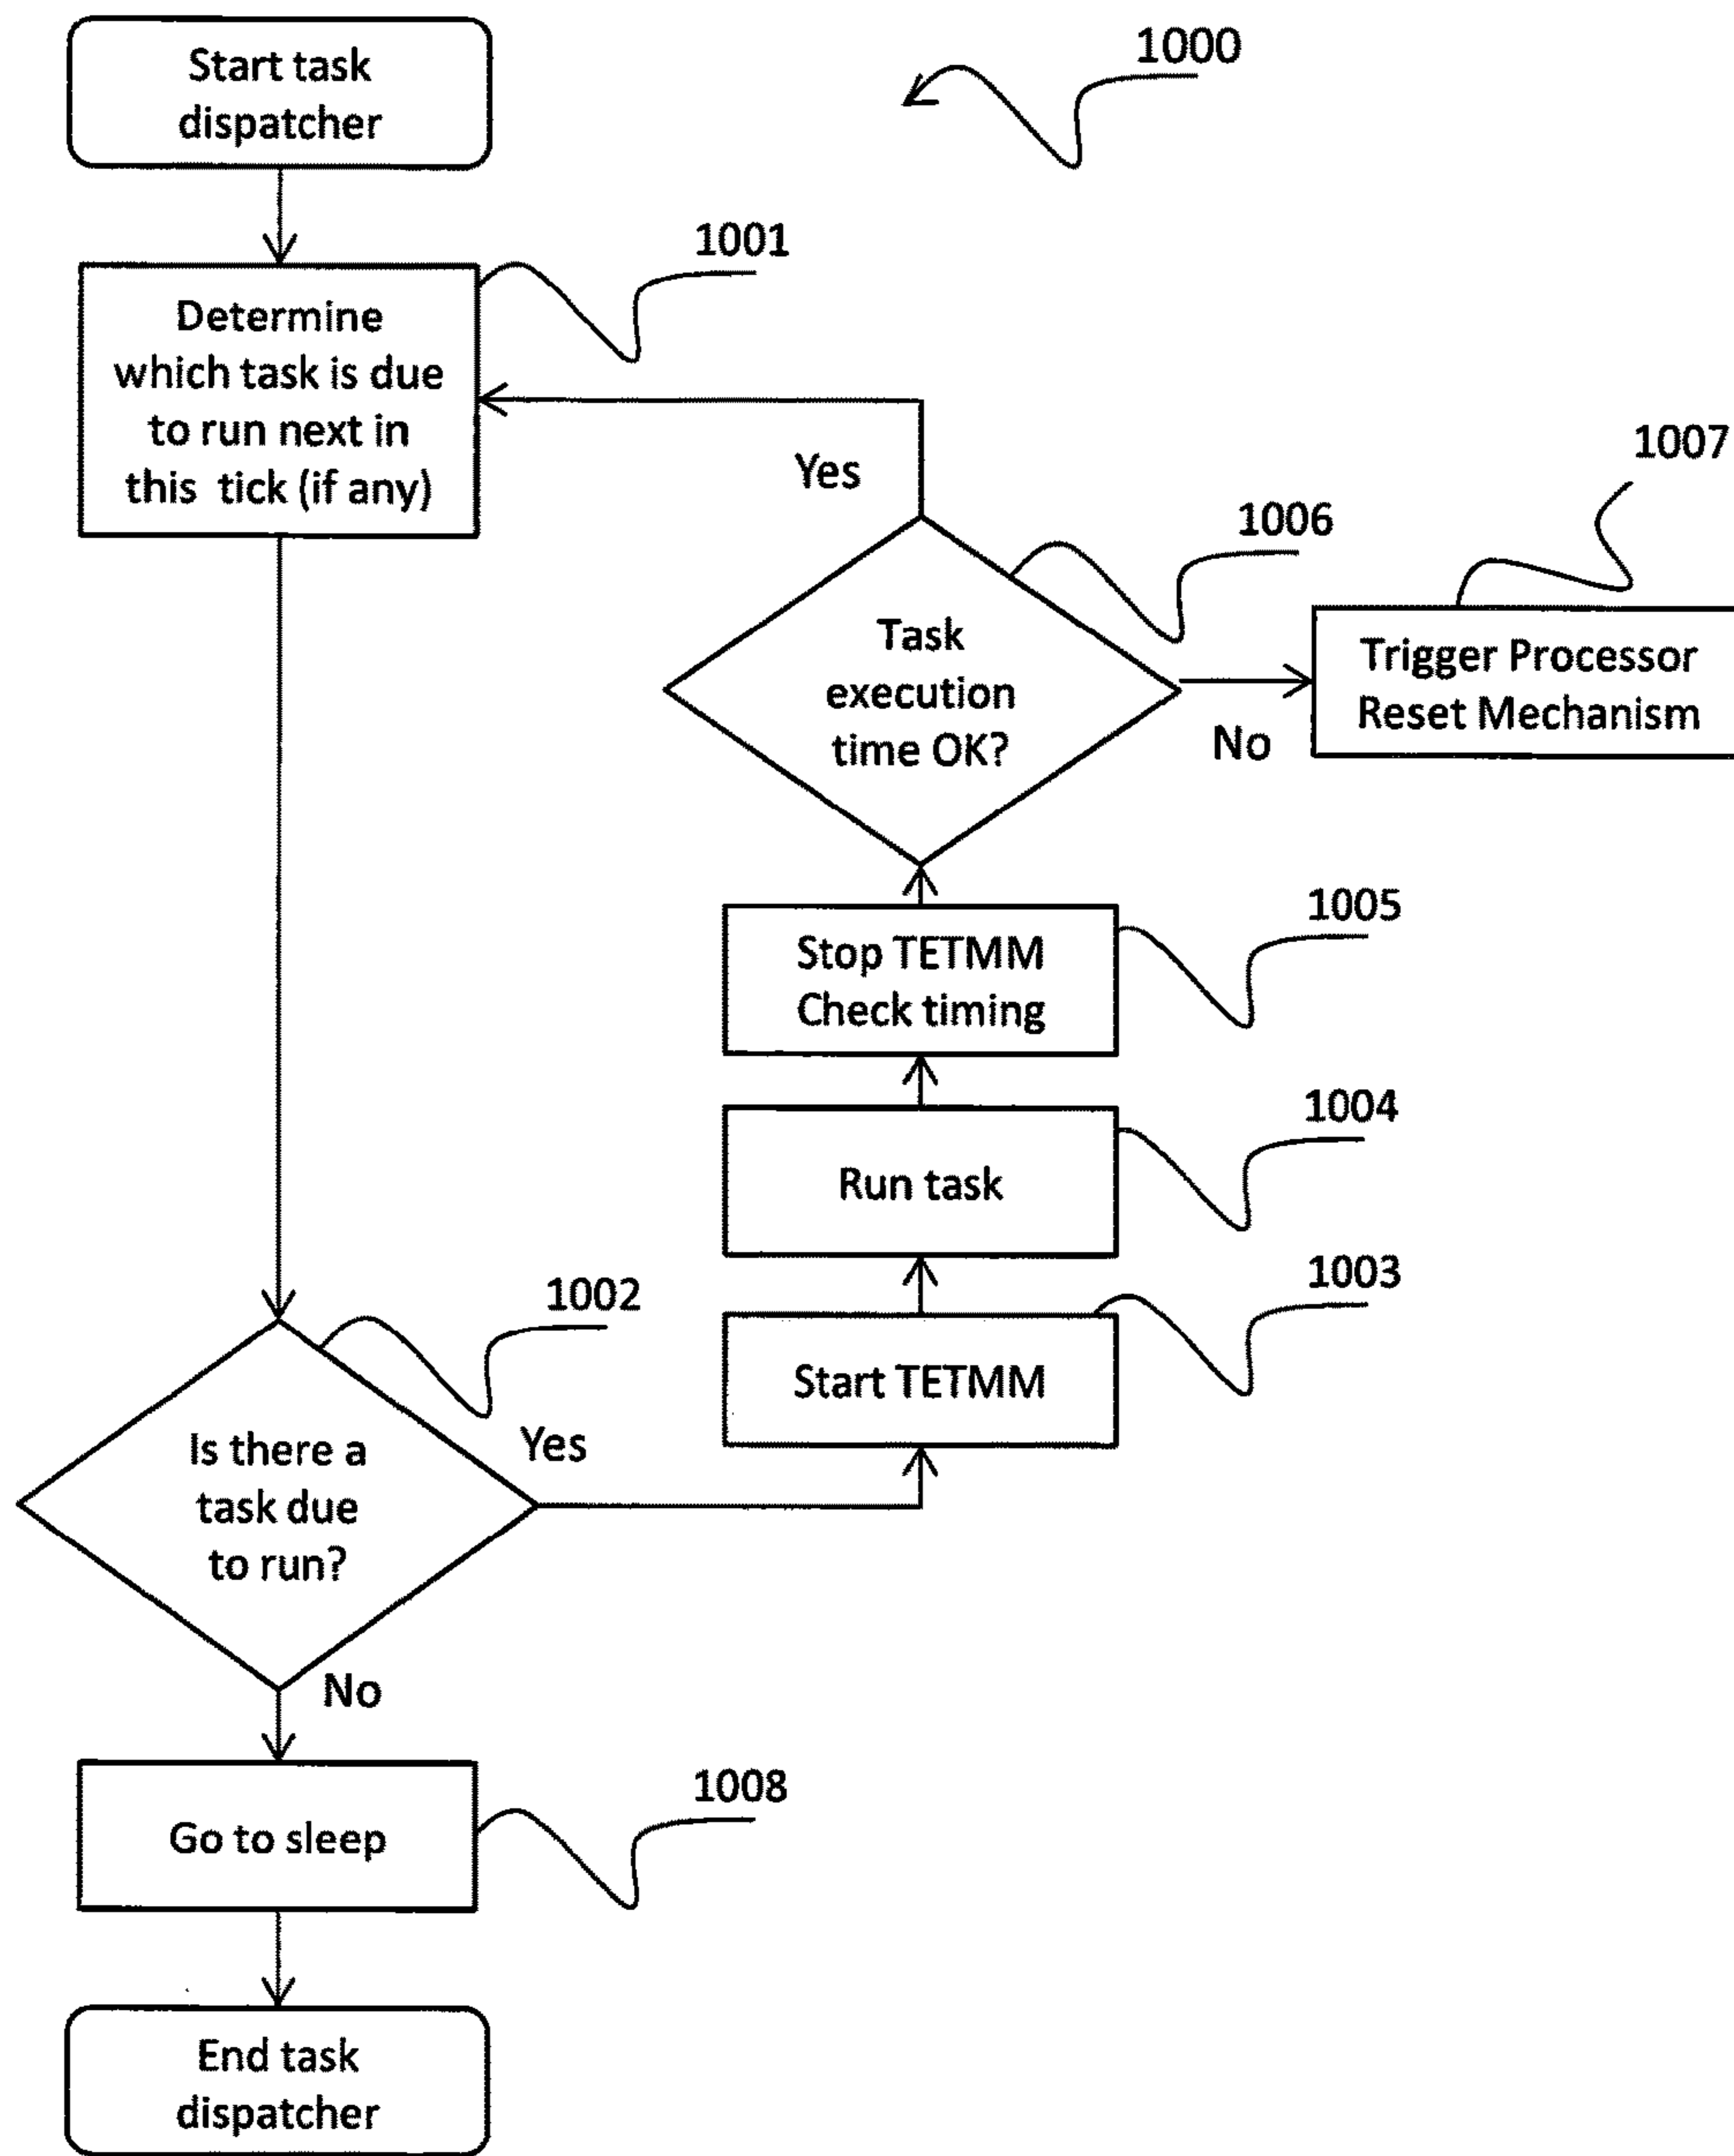 Start task
dispatcher
1000
1001
Determine
which task is due
to run next in
this tick (if any)
Yes
1007
1006
Task
execution
time OK?
Trigger Processor
Reset Mechanism
No
1005
Stop TETMM
Check timing
1004
Run task
1003
Start TETMM
1002
Is there a
task due
to run?
Yes
No
1008
Go to sleep
End task
dispatcher